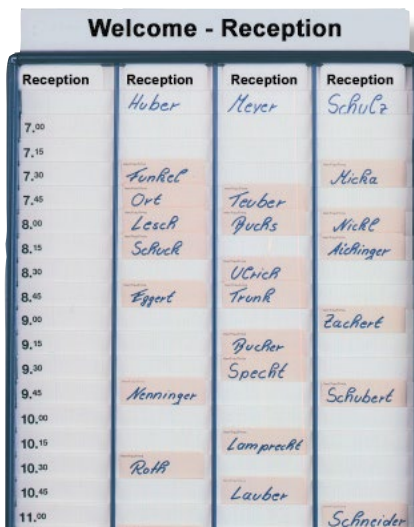 Welcome - Reception
Reception Reception Reception Reception
Huber Meyer Schulz
7.00
7.15
7.30 Funkel Micka
7.45 Ort Teuber
8.00 Lesch Buchs Nickl
8.15 Schuck Aichinger
8.30 Ulrich
8.45 Eggert Trunk
9.00 Zachert
9.15 Bucher
9.30 Specht
9.45 Nenninger Schubert
10.00
10.15 Lamprecht
10.30 Roth
10.45 Lauber
11.00 Schneider